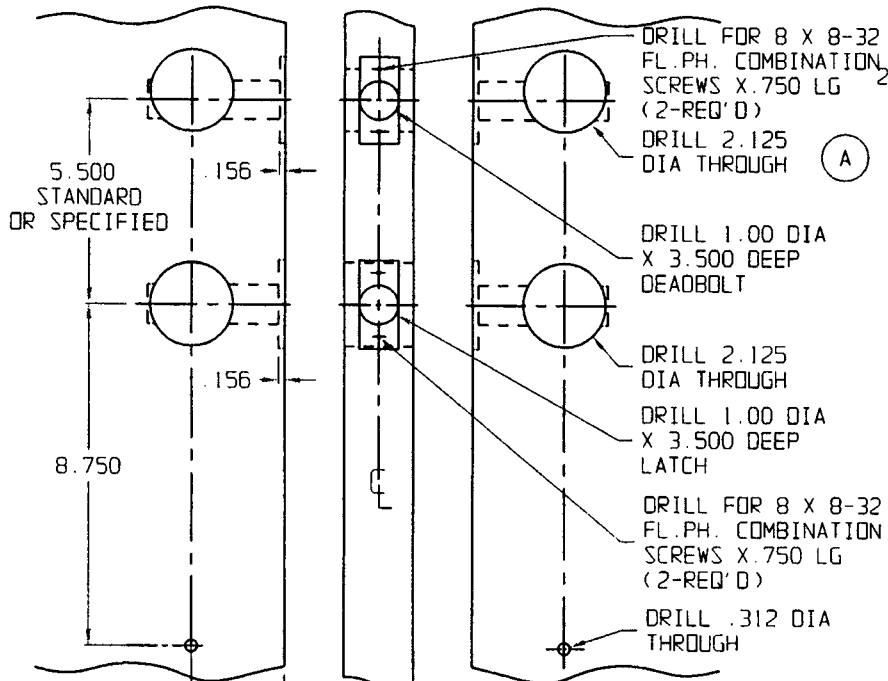 DRILL FOR 8 X 8-32
FL.PH. COMBINATION
SCREWS X.750 LG
(2-REQ'D)
2
DRILL 2.125
DIA THROUGH
A
5.500
STANDARD
OR SPECIFIED
.156
DRILL 1.00 DIA
X 3.500 DEEP
DEADBOLT
.156
DRILL 2.125
DIA THROUGH
DRILL 1.00 DIA
X 3.500 DEEP
LATCH
8.750
DRILL FOR 8 X 8-32
FL.PH. COMBINATION
SCREWS X.750 LG
(2-REQ'D)
DRILL .312 DIA
THROUGH